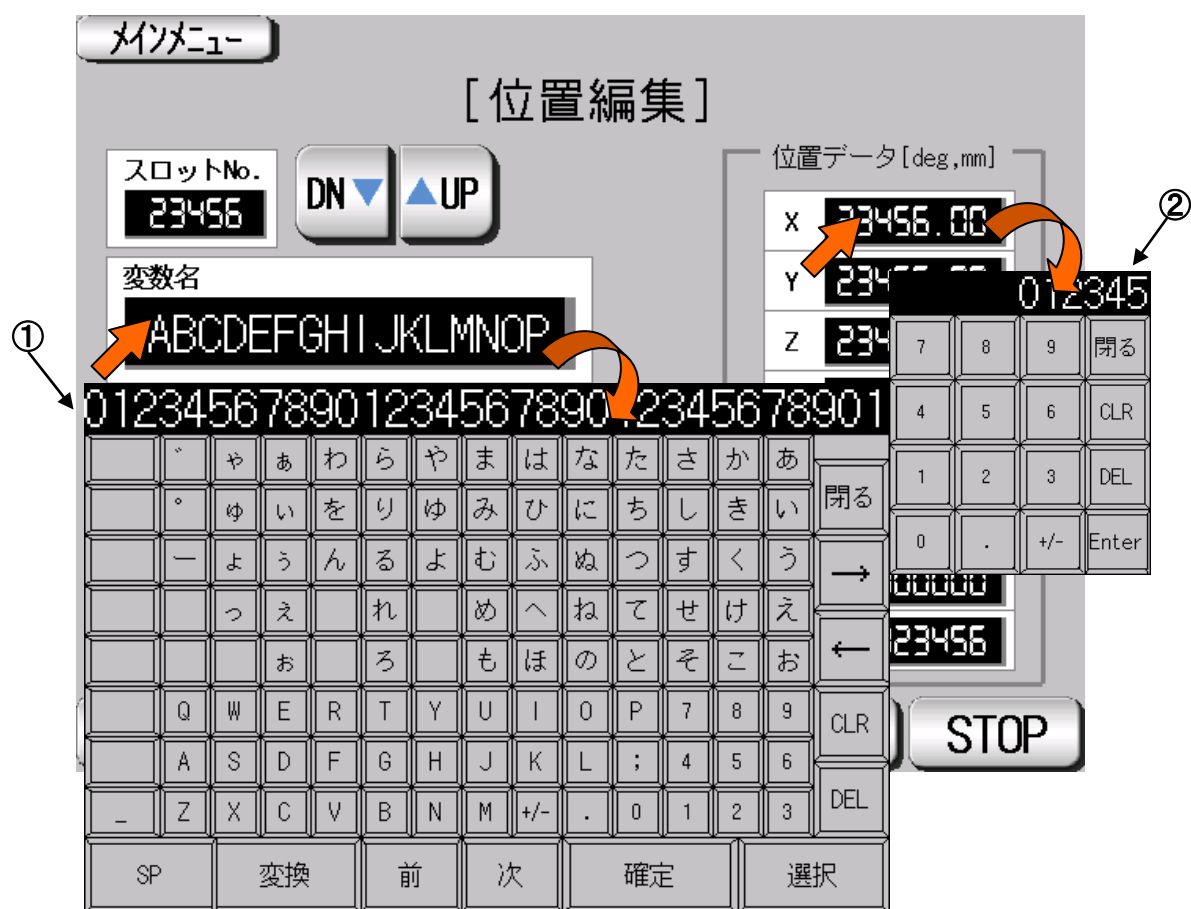 メインメニュー
[位置編集]
スロットNo.
23456
DN
UP
変数名
ABCDEFGHIJKLMNOP
位置データ[deg,mm]
X 23456.00
Y
Z
②
012345
7 8 9 閉る
4 5 6 CLR
1 2 3 DEL
0 . +/- Enter
000000
23456
STOP
①
01234567890123456789012345678901
゛ ゃ ぁ わ ら や ま は な た さ か あ
゜ ゅ ぃ を り ゆ み ひ に ち し き い
ー ょ ぅ ん る よ む ふ ぬ つ す く う
っ ぇ れ め へ ね て せ け え
ぉ ろ も ほ の と そ こ お
Q W E R T Y U I O P 7 8 9
A S D F G H J K L ; 4 5 6
_ Z X C V B N M +/- . 0 1 2 3
閉る
→
←
CLR
DEL
SP 変換 前 次 確定 選択